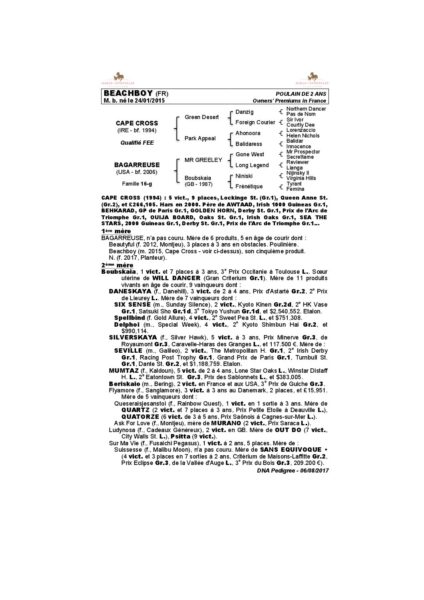 BEACHBOY (FR) POULAIN DE 2 ANS
M. b. né le 24/01/2015 Owners' Premiums in France
CAPE CROSS
(IRE - bf. 1994)
Qualifié FEE
BAGARREUSE
(USA - bf. 2006)
Famille 16-g
Green Desert
Park Appeal
MR GREELEY
Boubskaia
(GB - 1987)
Danzig
Foreign Courier
Ahonoora
Balidaress
Gone West
Long Legend
Niniski
Frenétique
Northern Dancer
Pas de Nom
Sir Ivor
Courtly Dee
Lorenzaccio
Helen Nichols
Balidar
Innocence
Mr Prospector
Secrettame
Reviewer
Lianga
Nijinsky II
Virginia Hills
Tyrant
Femina
CAPE CROSS (1994) : 5 vict., 9 places, Lockinge St. (Gr.1), Queen Anne St.
(Gr.2), et £266,105. Haras en 2000. Père de AWTAAD, Irish 2000 Guineas Gr.1,
BEHKABAD, GP de Paris Gr.1, GOLDEN HORN, Derby St. Gr.1, Prix de l'Arc de
Triomphe Gr.1, OUIJA BOARD, Oaks St. Gr.1, Irish Oaks Gr.1, SEA THE
STARS, 2000 Guineas Gr.1, Derby St. Gr.1, Prix de l'Arc de Triomphe Gr.1...
1ère mère
BAGARREUSE, n'a pas couru. Mère de 6 produits, 5 en âge de courir dont :
Beautyful (f. 2012, Montjeu), 3 places à 3 ans en obstacles. Poulinière.
Beachboy (m. 2015, Cape Cross - voir ci-dessus), son cinquième produit.
N. (f. 2017, Planteur).
2ème mère
Boubskaia, 1 vict. et 7 places à 3 ans, 3° Prix Occitanie à Toulouse L., Sœur
utérine de WILL DANCER (Gran Criterium Gr.1). Mère de 11 produits
vivants en âge de courir, 9 vainqueurs dont :
DANESKAYA (f., Danehill), 3 vict. de 2 à 4 ans, Prix d'Astarté Gr.2, 2° Prix
de Lieurey L.. Mère de 7 vainqueurs dont :
SIX SENSE (m., Sunday Silence), 2 vict., Kyoto Kinen Gr.2d, 2° HK Vase
Gr.1, Satsuki Sho Gr.1d, 3° Tokyo Yushun Gr.1d, et $2,540,552. Etalon.
Spellbind (f. Gold Allure), 4 vict., 2° Sweet Pea St. L., et $751,308.
Delphoi (m., Special Week), 4 vict., 2° Kyoto Shimbun Hai Gr.2, et
$990,114.
SILVERSKAYA (f., Silver Hawk), 5 vict. à 3 ans, Prix Minerve Gr.3, de
Royaumont Gr.3, Caravelle-Haras des Granges L., et 117.500 €. Mère de :
SEVILLE (m., Galileo), 2 vict., The Metropolitan H. Gr.1, 2° Irish Derby
Gr.1, Racing Post Trophy Gr.1, Grand Prix de Paris Gr.1, Turnbull St.
Gr.1, Dante St. Gr.2, et $1,188,759. Etalon.
MUMTAZ (f., Kaldoun), 5 vict. de 2 à 4 ans, Lone Star Oaks L., Winstar Distaff
H. L., 2° Eatontown St. Gr.3, Prix des Sablonnets L., et $383,005.
Beriskaio (m., Bering), 2 vict. en France et aux USA, 3° Prix de Guiche Gr.3.
Flyamore (f., Sanglamore), 3 vict. à 3 ans au Danemark, 2 places, et £15,951.
Mère de 5 vainqueurs dont :
Queseraisjesanstoi (f., Rainbow Quest), 1 vict. en 1 sortie à 3 ans. Mère de
QUARTZ (2 vict. et 7 places à 3 ans, Prix Petite Etoile à Deauville L.),
QUATORZE (6 vict. de 3 à 5 ans, Prix Saônois à Cagnes-sur-Mer L.).
Ask For Love (f., Montjeu), mère de MURANO (2 vict., Prix Saraca L.),
Ludynosa (f., Cadeaux Généreux), 2 vict. en GB. Mère de OUT DO (7 vict.,
City Walls St. L.), Psitta (9 vict.).
Sur Ma Vie (f., Fusaichi Pegasus), 1 vict. à 2 ans, 5 places. Mère de :
Suissesse (f., Malibu Moon), n'a pas couru. Mère de SANS EQUIVOQUE •
(4 vict. et 3 places en 7 sorties à 2 ans, Critérium de Maisons-Laffitte Gr.2,
Prix Eclipse Gr.3, de la Vallée d'Auge L., 3° Prix du Bois Gr.3, 209.200 €).
DNA Pedigree - 06/08/2017